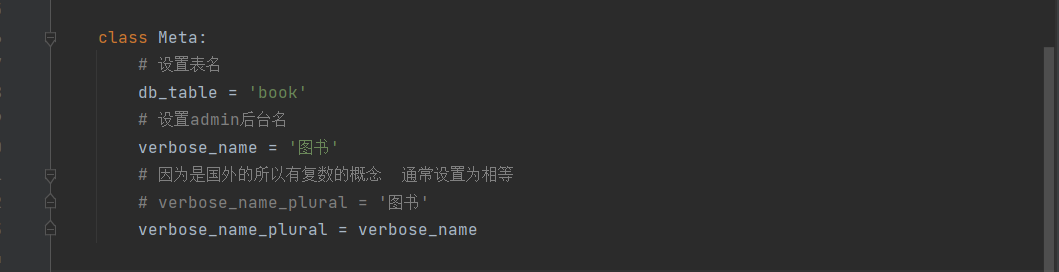 class Meta:
# 设置表名
db_table = 'book'
# 设置admin后台名
verbose_name = '图书'
# 因为是国外的所以有复数的概念  通常设置为相等
# verbose_name_plural = '图书'
verbose_name_plural = verbose_name